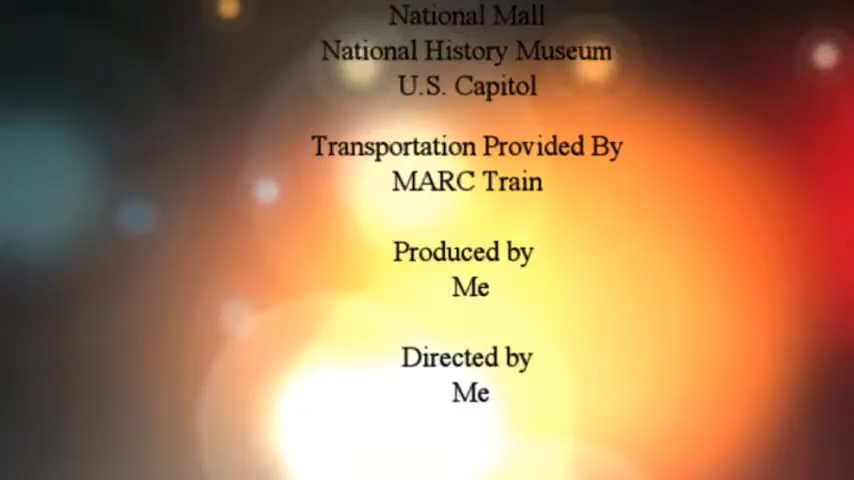 National Mall
National History Museum
U.S. Capitol
Transportation Provided By
MARC Train
Produced by
Me
Directed by
Me